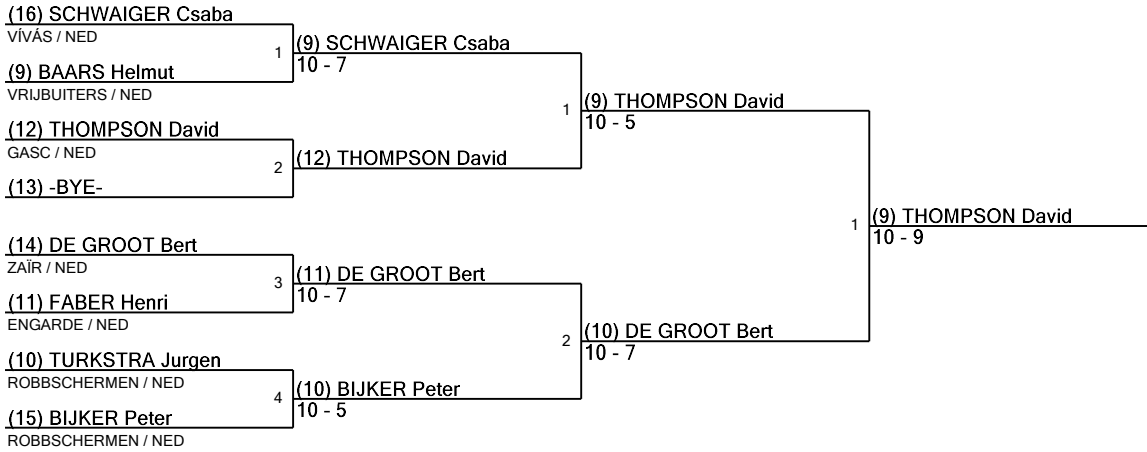 (16) SCHWAIGER Csaba
VÍVÁS / NED
1
(9) BAARS Helmut
VRIJBUITERS / NED
(12) THOMPSON David
GASC / NED
2
(13) -BYE-
(14) DE GROOT Bert
ZAÏR / NED
3
(11) FABER Henri
ENGARDE / NED
(10) TURKSTRA Jurgen
ROBBSCHERMEN / NED
4
(15) BIJKER Peter
ROBBSCHERMEN / NED
(9) SCHWAIGER Csaba
10 - 7
1
(12) THOMPSON David
(11) DE GROOT Bert
10 - 7
2
(10) BIJKER Peter
10 - 5
(9) THOMPSON David
10 - 5
1
(10) DE GROOT Bert
10 - 7
(9) THOMPSON David
10 - 9